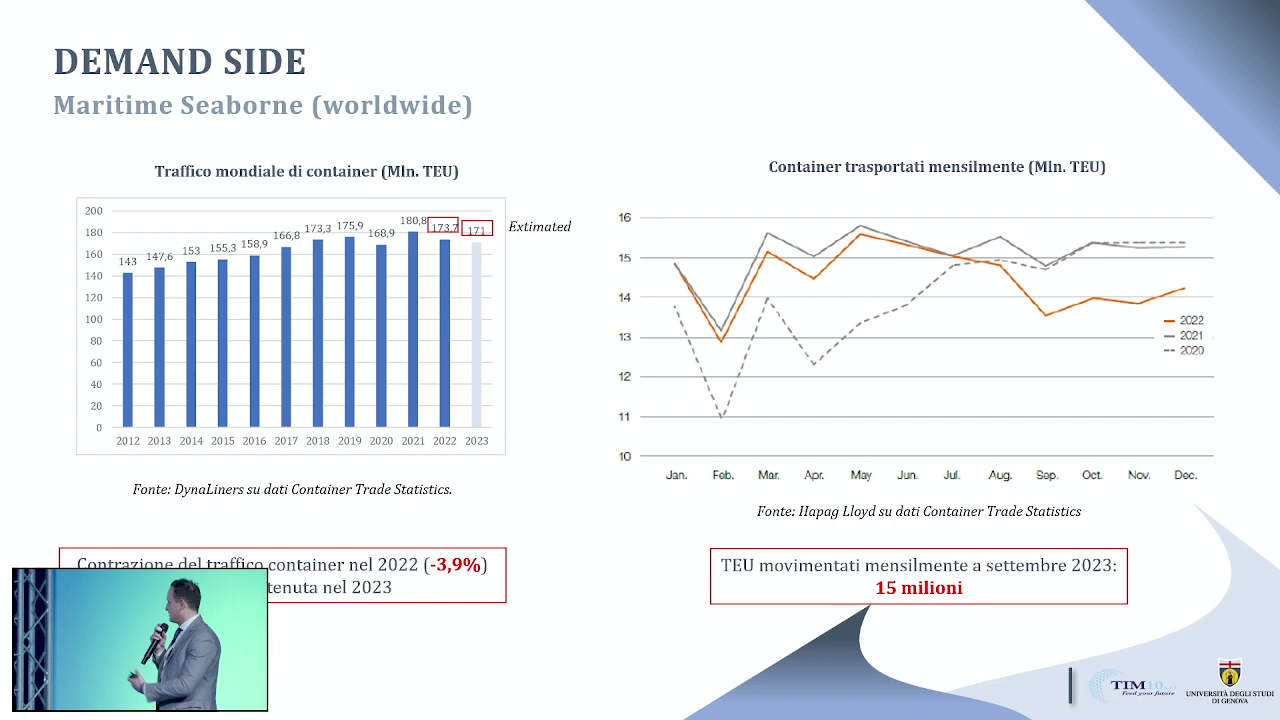 DEMAND SIDE
Maritime Seaborne (worldwide)
Traffico mondiale di container (Mln. TEU)
200
180
160
140
120
100
80
60
40
20
0
143
147,6
153
155,3
158,9
166,8
173,3
175,9
168,9
180,8
173,7
171
Extimated
2012 2013 2014 2015 2016 2017 2018 2019 2020 2021 2022 2023
Fonte: DynaLiners su dati Container Trade Statistics.
Contrazione del traffico container nel 2022 (-3,9%)
tenuta nel 2023
Container trasportati mensilmente (Mln. TEU)
16
15
14
13
12
11
10
2022
2021
2020
Jan. Feb. Mar. Apr. May Jun. Jul. Aug. Sep. Oct. Nov. Dec.
Fonte: Hapag Lloyd su dati Container Trade Statistics
TEU movimentati mensilmente a settembre 2023:
15 milioni
Feed your future
UNIVERSITÀ DEGLI STUDI
DI GENOVA